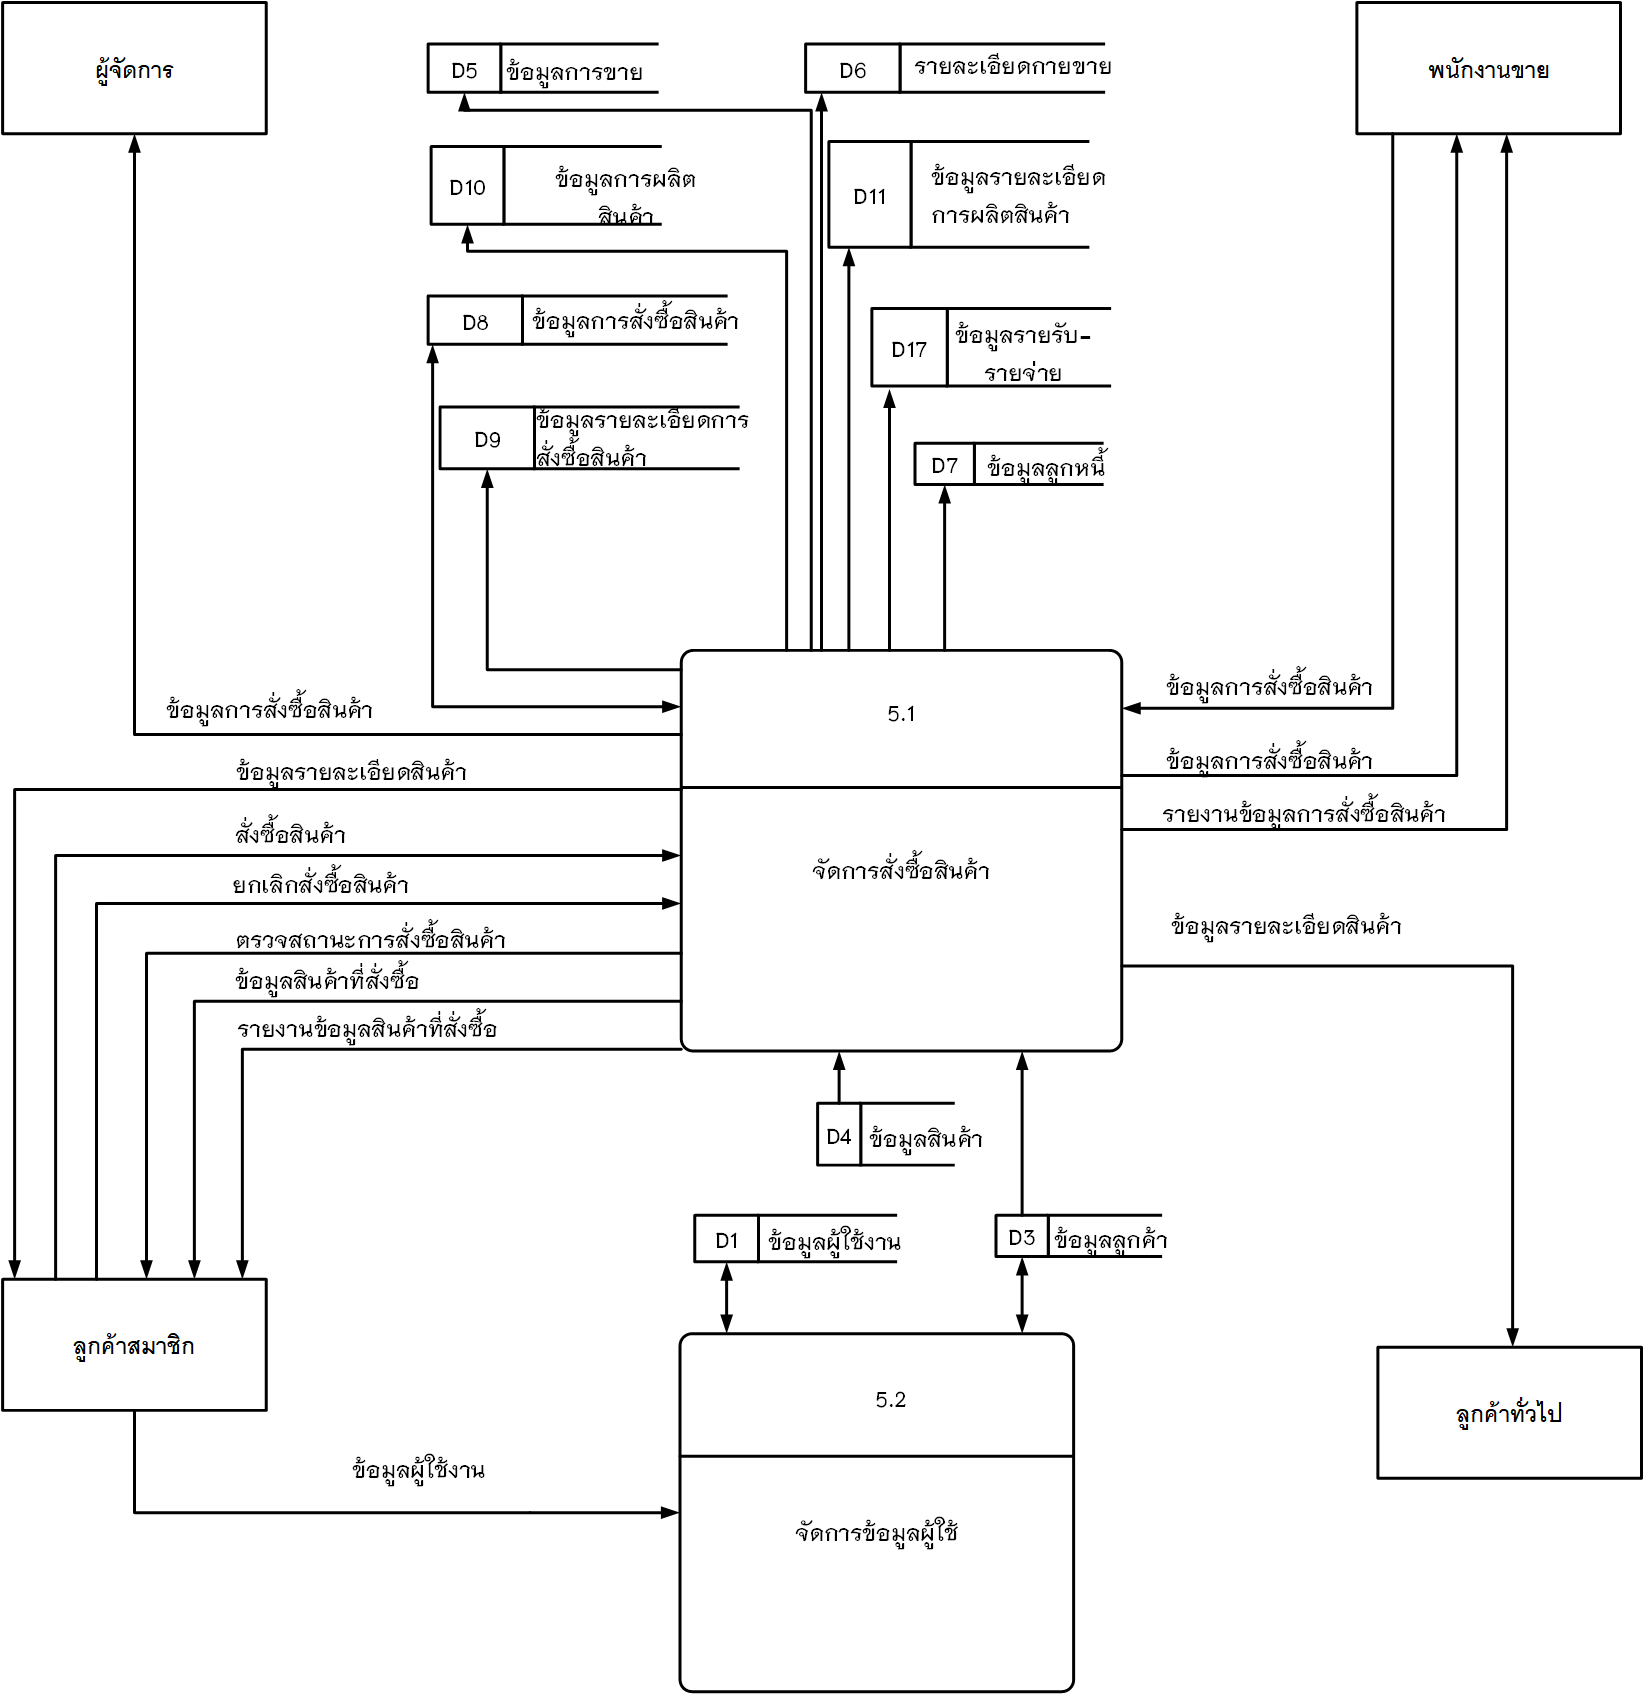 ผู้จัดการ
D5
ข้อมูลการขาย
D6
รายละเอียดกายขาย
พนักงานขาย
D10
ข้อมูลการผลิต
สินค้า
D11
ข้อมูลรายละเอียด
การผลิตสินค้า
D8
ข้อมูลการสั่งซื้อสินค้า
D17
ข้อมูลรายรับ-
รายจ่าย
D9
ข้อมูลรายละเอียดการ
สั่งซื้อสินค้า
D7
ข้อมูลลูกหนี้
ข้อมูลการสั่งซื้อสินค้า
5.1
ข้อมูลการสั่งซื้อสินค้า
ข้อมูลรายละเอียดสินค้า
ข้อมูลการสั่งซื้อสินค้า
สั่งซื้อสินค้า
รายงานข้อมูลการสั่งซื้อสินค้า
จัดการสั่งซื้อสินค้า
ยกเลิกสั่งซื้อสินค้า
ตรวจสถานะการสั่งซื้อสินค้า
ข้อมูลรายละเอียดสินค้า
ข้อมูลสินค้าที่สั่งซื้อ
รายงานข้อมูลสินค้าที่สั่งซื้อ
D4
ข้อมูลสินค้า
D1
ข้อมูลผู้ใช้งาน
D3
ข้อมูลลูกค้า
ลูกค้าสมาชิก
5.2
ลูกค้าทั่วไป
ข้อมูลผู้ใช้งาน
จัดการข้อมูลผู้ใช้